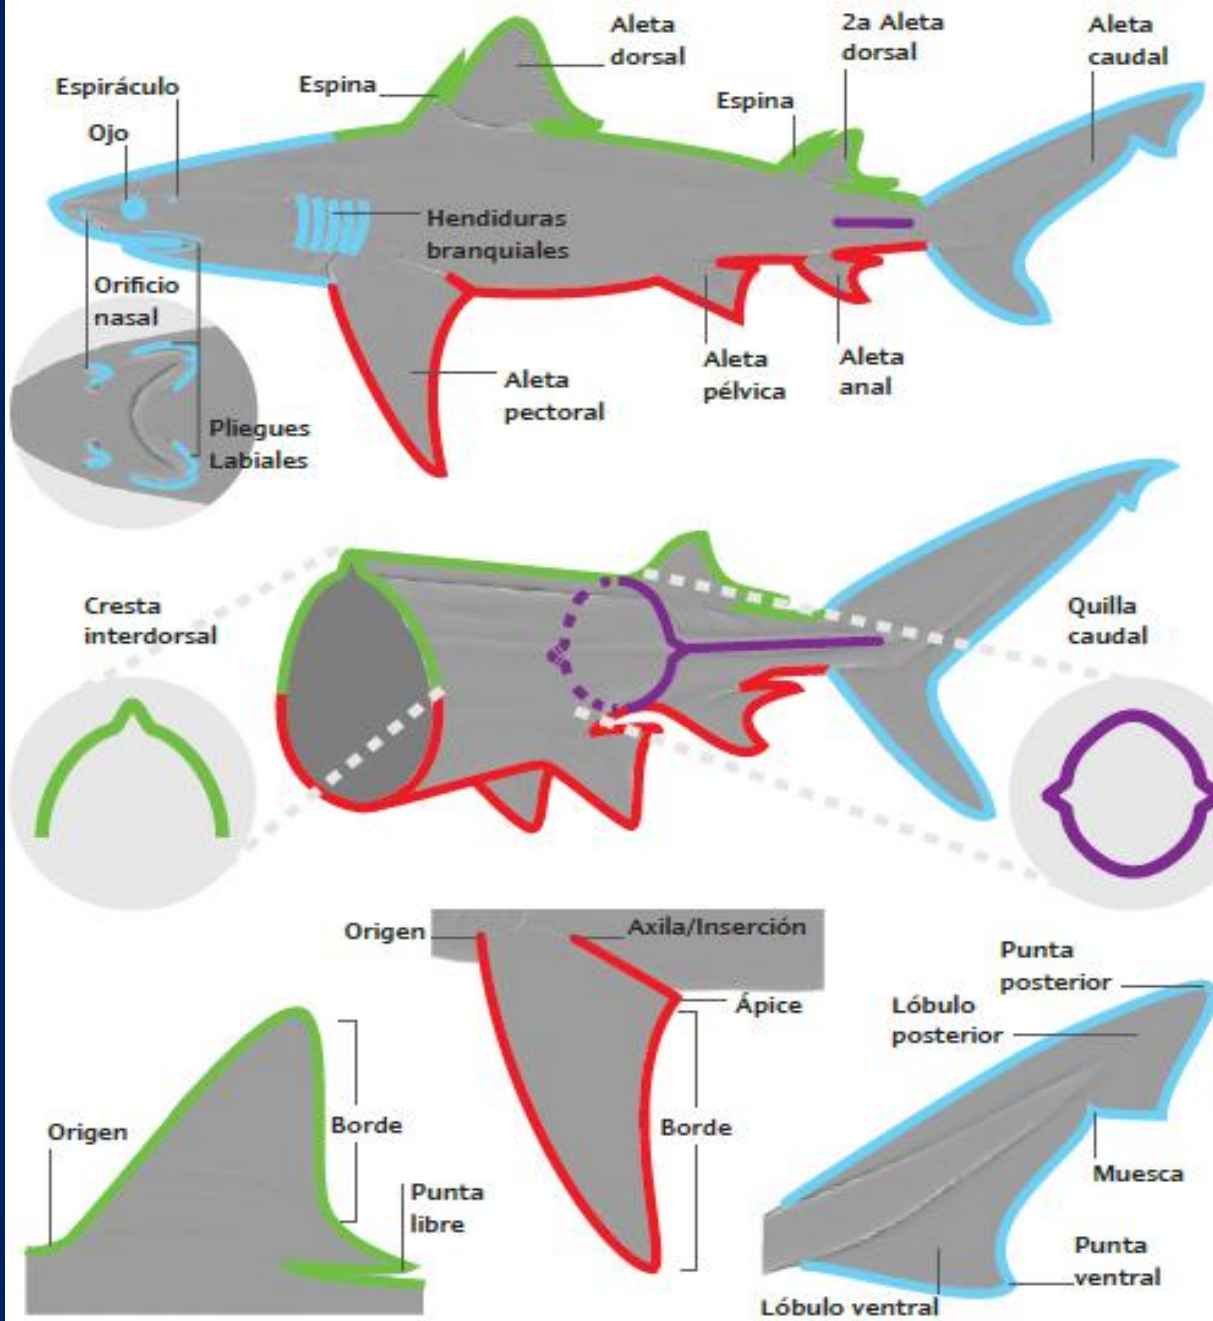 Aleta
dorsal
2a Aleta
dorsal
Aleta
caudal
Espiráculo
Espina
Espina
Ojo
Hendiduras
branquiales
Orificio
nasal
Aleta
pectoral
Aleta
pélvica
Aleta
anal
Pliegues
Labiales
Cresta
interdorsal
Quilla
caudal
Origen
Axila/Inserción
Ápice
Borde
Origen
Borde
Punta
libre
Punta
posterior
Lóbulo
posterior
Muesca
Punta
ventral
Lóbulo ventral